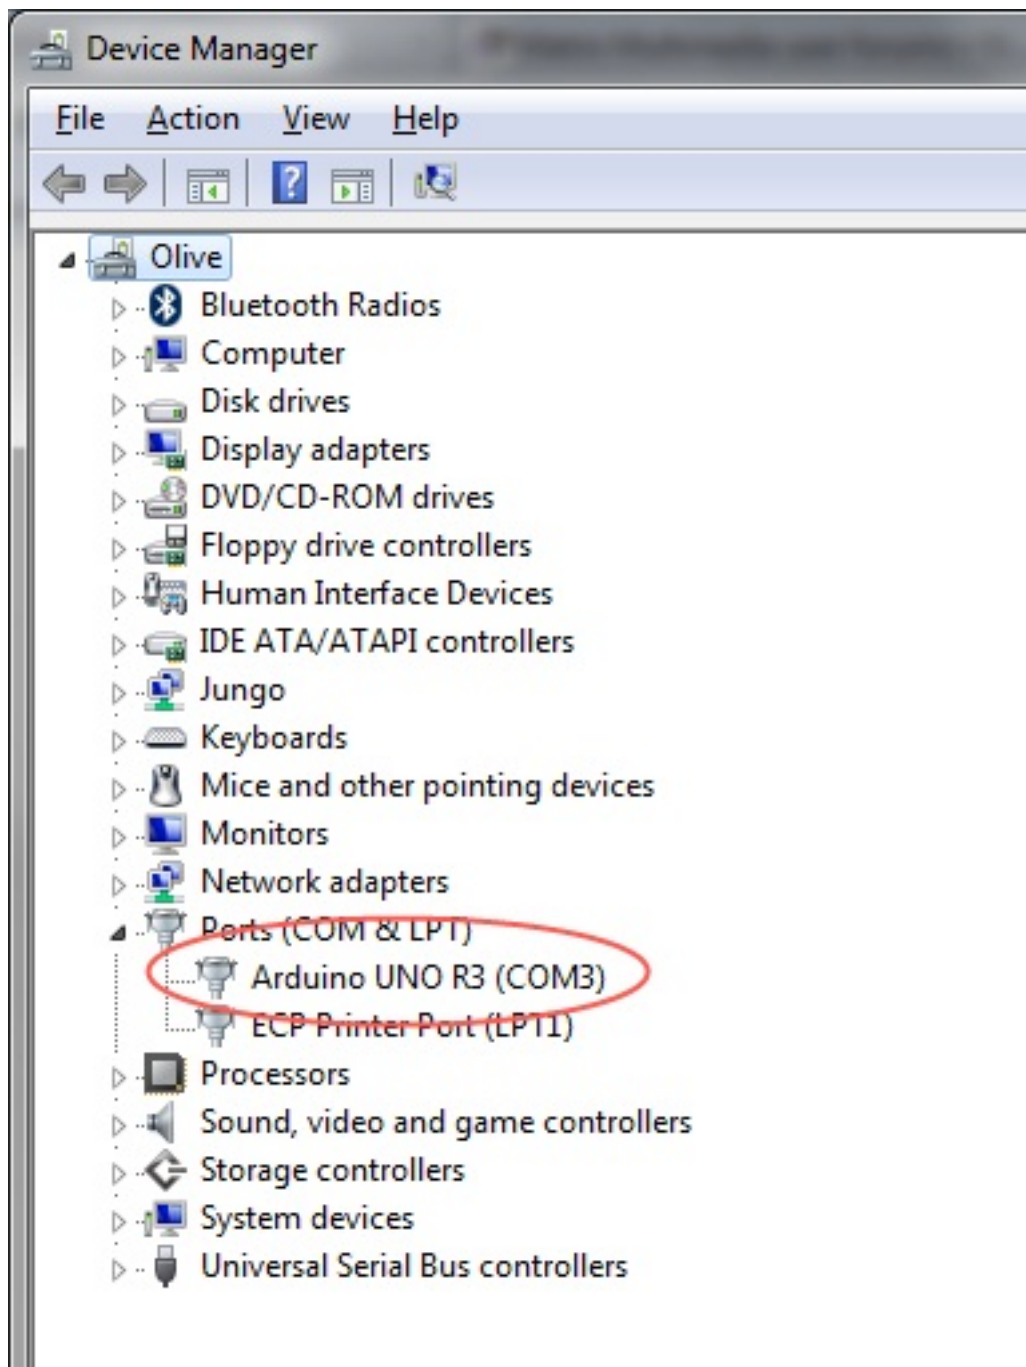 Device Manager
File Action View Help
Olive
Bluetooth Radios
Computer
Disk drives
Display adapters
DVD/CD-ROM drives
Floppy drive controllers
Human Interface Devices
IDE ATA/ATAPI controllers
Jungo
Keyboards
Mice and other pointing devices
Monitors
Network adapters
Ports (COM & LPT)
Arduino UNO R3 (COM3)
ECP Printer Port (LPT1)
Processors
Sound, video and game controllers
Storage controllers
System devices
Universal Serial Bus controllers